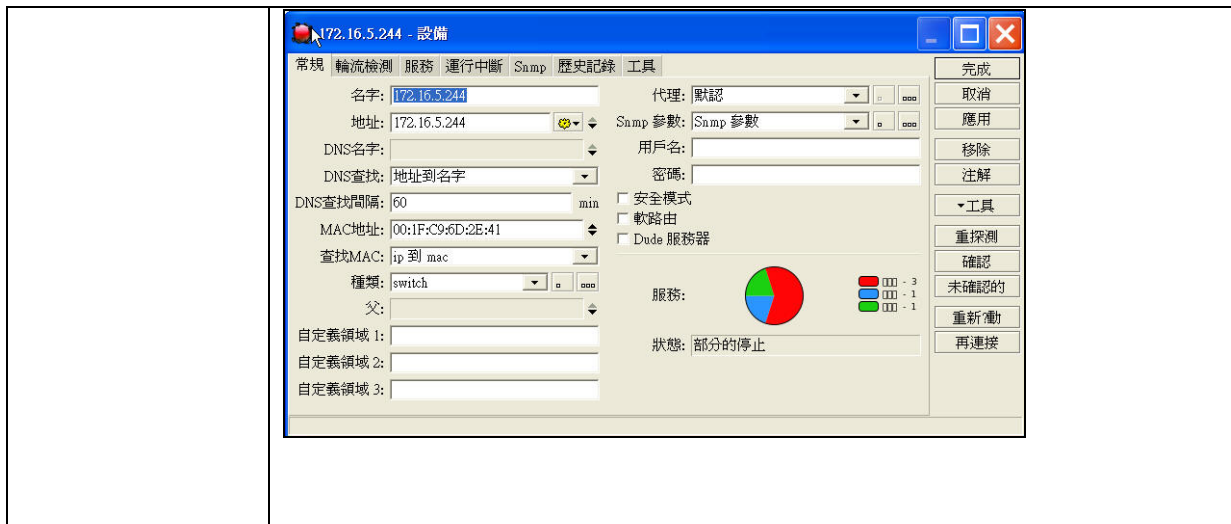 172.16.5.244 - 設備
常規 輪流檢測 服務 運行中斷 Snmp 歷史記錄 工具
名字: 172.16.5.244
地址: 172.16.5.244
DNS名字:
DNS查找: 地址到名字
DNS查找間隔: 60 min
MAC地址: 00:1F:C9:6D:2E:41
查找MAC: ip 到 mac
種類: switch
父:
自定義領域 1:
自定義領域 2:
自定義領域 3:
代理: 默認
Snmp 參數: Snmp 參數
用戶名:
密碼:
安全模式
軟路由
Dude 服務器
服務:
- 3
- 1
- 1
狀態: 部分的停止
完成
取消
應用
移除
注解
工具
重探測
確認
未確認的
重新?動
再連接